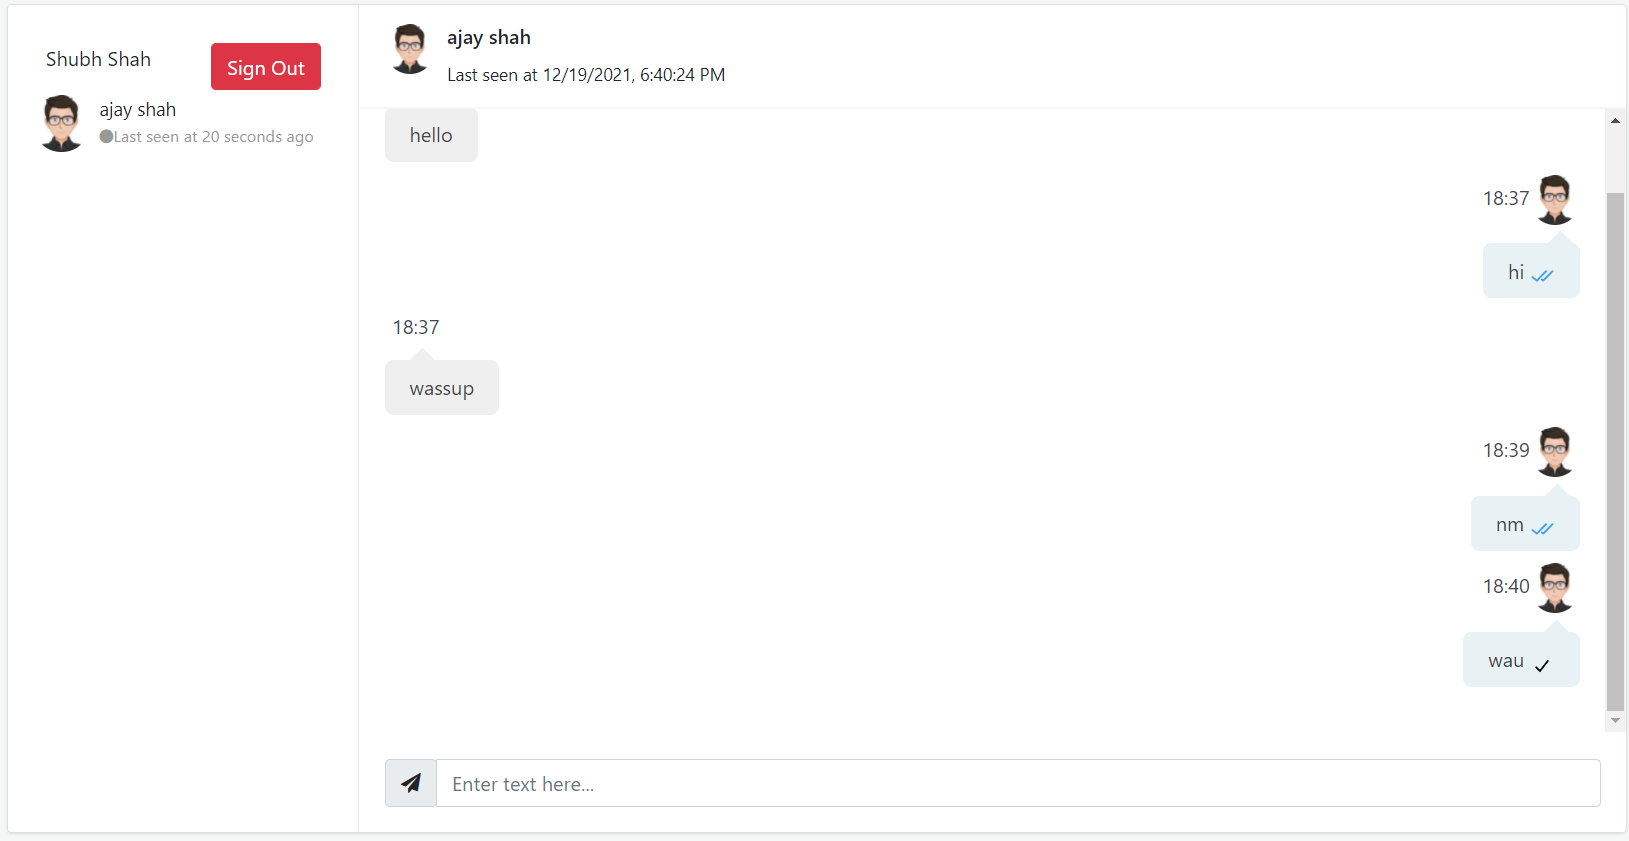 Shubh Shah
Sign Out
ajay shah
Last seen at 20 seconds ago
ajay shah
Last seen at 12/19/2021, 6:40:24 PM
hello
18:37
hi
18:37
wassup
18:39
nm
18:40
wau
Enter text here...